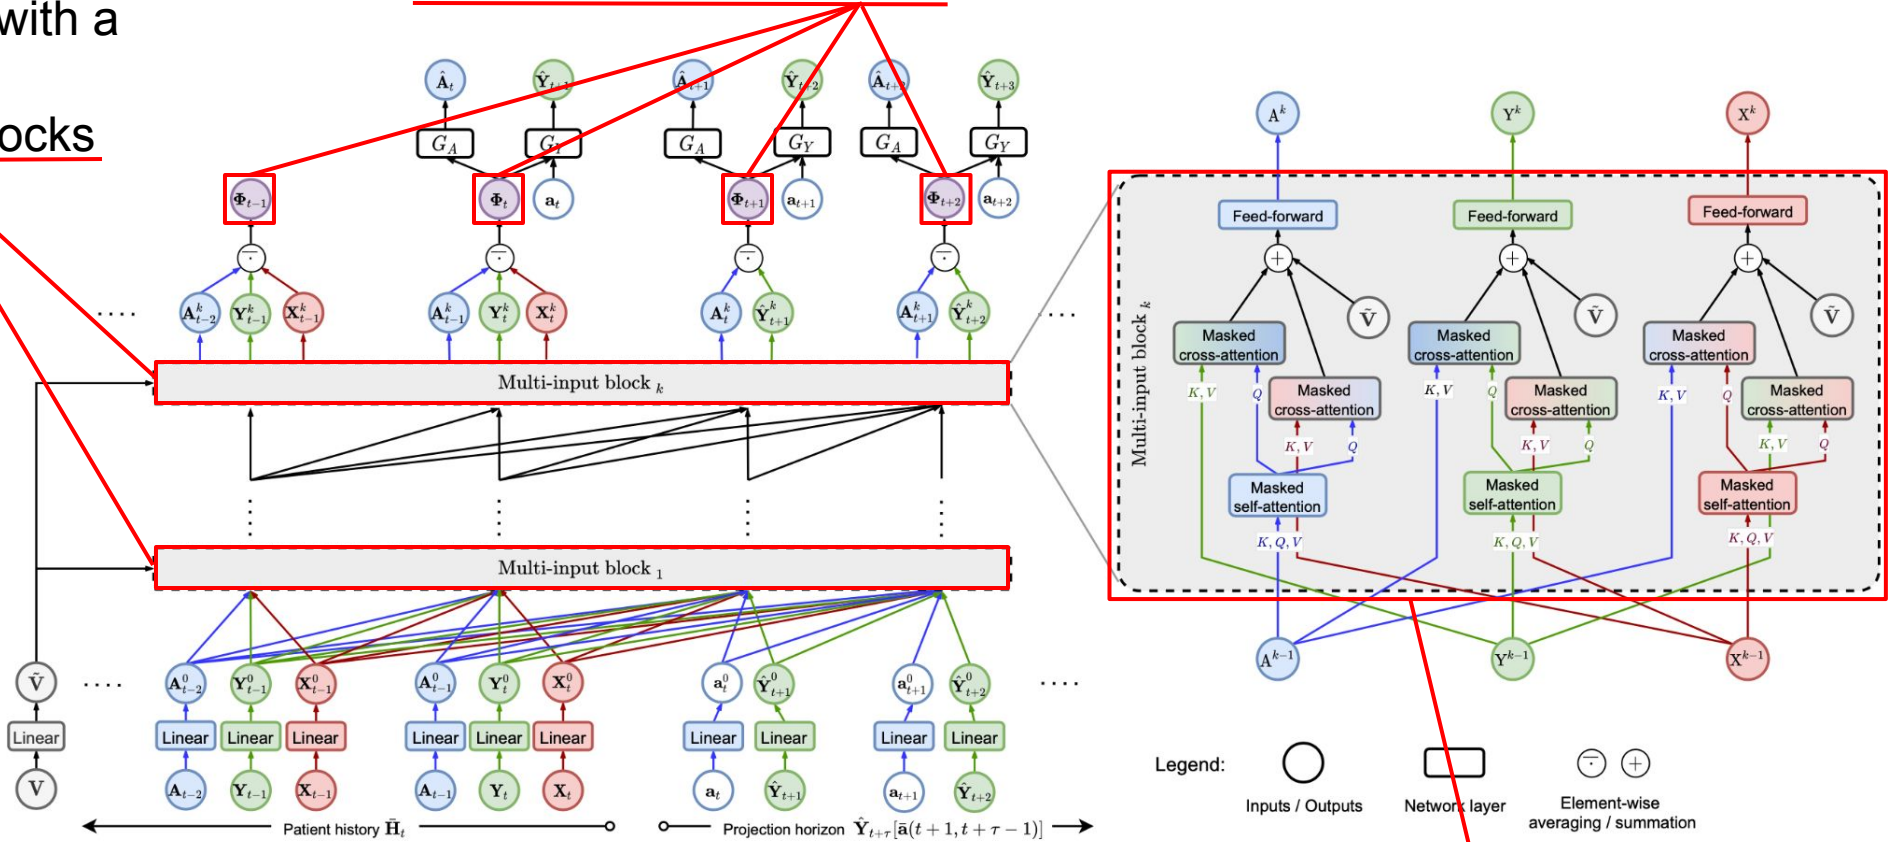 with a
ocks
Â_t Ŷ_{t+1} Â_{t+1} Ŷ_{t+2} Â_{t+2} Ŷ_{t+3}
G_A G_Y G_A G_Y G_A G_Y
Φ_{t-1} Φ_t a_t Φ_{t+1} a_{t+1} Φ_{t+2} a_{t+2}
.... A^k_{t-2} Y^k_{t-1} X^k_{t-1} A^k_{t-1} Y^k_t X^k_t A^k_t Ŷ^k_{t+1} A^k_{t+1} Ŷ^k_{t+2} ....
Multi-input block k
Multi-input block 1
Ṽ .... A^0_{t-2} Y^0_{t-1} X^0_{t-1} A^0_{t-1} Y^0_t X^0_t a^0_t Ŷ^0_{t+1} a^0_{t+1} Ŷ^0_{t+2} ....
Linear Linear Linear Linear Linear Linear Linear Linear Linear Linear Linear
V A_{t-2} Y_{t-1} X_{t-1} A_{t-1} Y_t X_t a_t Ŷ_{t+1} a_{t+1} Ŷ_{t+2}
Patient history H̄_t
Projection horizon Ŷ_{t+τ}[ā(t + 1, t + τ − 1)]
A^k Y^k X^k
Multi-input block k
Feed-forward Feed-forward Feed-forward
+ + +
Ṽ Ṽ Ṽ
Masked Masked Masked
cross-attention cross-attention cross-attention
K, V Q K, V Q K, V Q
Masked Masked Masked
cross-attention cross-attention cross-attention
K, V Q K, V Q K, V Q
Masked Masked Masked
self-attention self-attention self-attention
K, Q, V K, Q, V K, Q, V
A^{k-1} Y^{k-1} X^{k-1}
Legend:
Inputs / Outputs
Network layer
Element-wise
averaging / summation